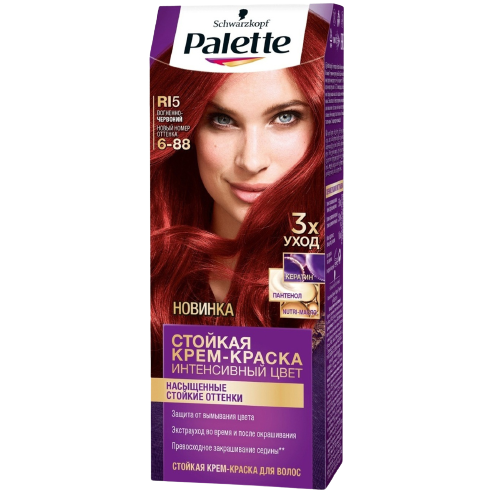 Schwarzkopf
Palette
RI5
ВОГНЕННО-
ЧЕРВОНИЙ
НОВЫЙ НОМЕР
ОТТЕНКА
6-88
3x
УХОД
КЕРАТИН
ПАНТЕНОЛ
НОВИНКА
СТОЙКАЯ
КРЕМ-КРАСКА
ИНТЕНСИВНЫЙ ЦВЕТ
НАСЫЩЕННЫЕ
СТОЙКИЕ ОТТЕНКИ
Защита от вымывания цвета
Экстрауход во время и после окрашивания
Превосходное закрашивание седины**
СТОЙКАЯ КРЕМ-КРАСКА ДЛЯ ВОЛОС